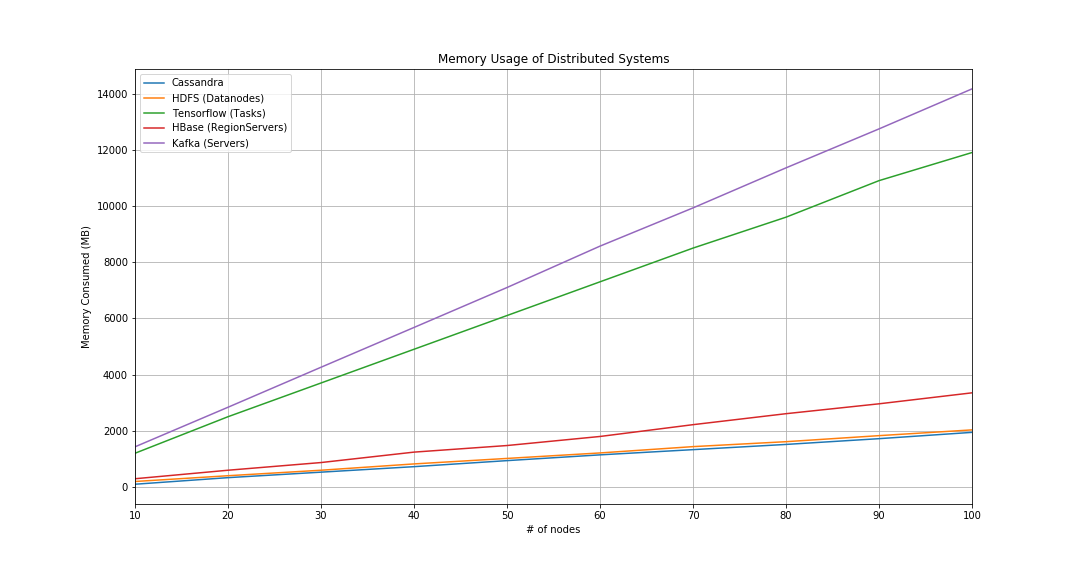 Memory Usage of Distributed Systems
Cassandra
HDFS (Datanodes)
Tensorflow (Tasks)
HBase (RegionServers)
Kafka (Servers)
Memory Consumed (MB)
14000
12000
10000
8000
6000
4000
2000
0
10 20 30 40 50 60 70 80 90 100
# of nodes